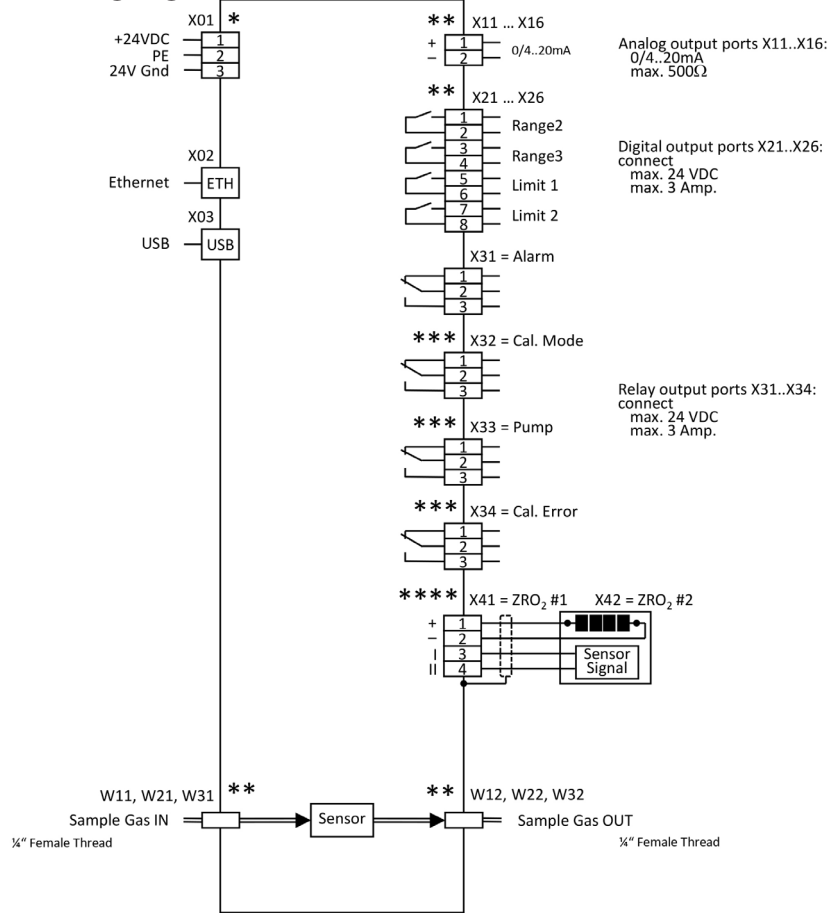 X01 *
+24VDC 1
PE 2
24V Gnd 3
X02
Ethernet ETH
X03
USB USB
** X11 ... X16
+ 1
0/4..20mA
– 2
Analog output ports X11..X16:
0/4..20mA
max. 500Ω
** X21 ... X26
1
2
Range2
3
4
Range3
5
6
Limit 1
7
8
Limit 2
Digital output ports X21..X26:
connect
max. 24 VDC
max. 3 Amp.
X31 = Alarm
1
2
3
*** X32 = Cal. Mode
1
2
3
*** X33 = Pump
1
2
3
*** X34 = Cal. Error
1
2
3
Relay output ports X31..X34:
connect
max. 24 VDC
max. 3 Amp.
**** X41 = ZRO₂ #1 X42 = ZRO₂ #2
+ 1
– 2
I 3
II 4
Sensor
Signal
W11, W21, W31 **
Sample Gas IN
¼“ Female Thread
Sensor
** W12, W22, W32
Sample Gas OUT
¼“ Female Thread